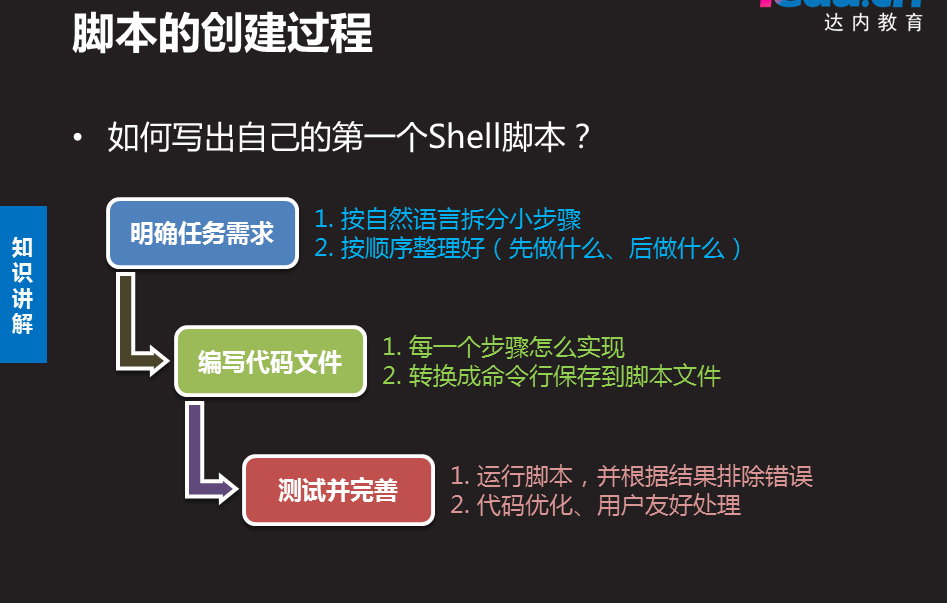 达内教育
脚本的创建过程
• 如何写出自己的第一个Shell脚本？
知识讲解
明确任务需求
1. 按自然语言拆分小步骤
2. 按顺序整理好（先做什么、后做什么）
编写代码文件
1. 每一个步骤怎么实现
2. 转换成命令行保存到脚本文件
测试并完善
1. 运行脚本，并根据结果排除错误
2. 代码优化、用户友好处理